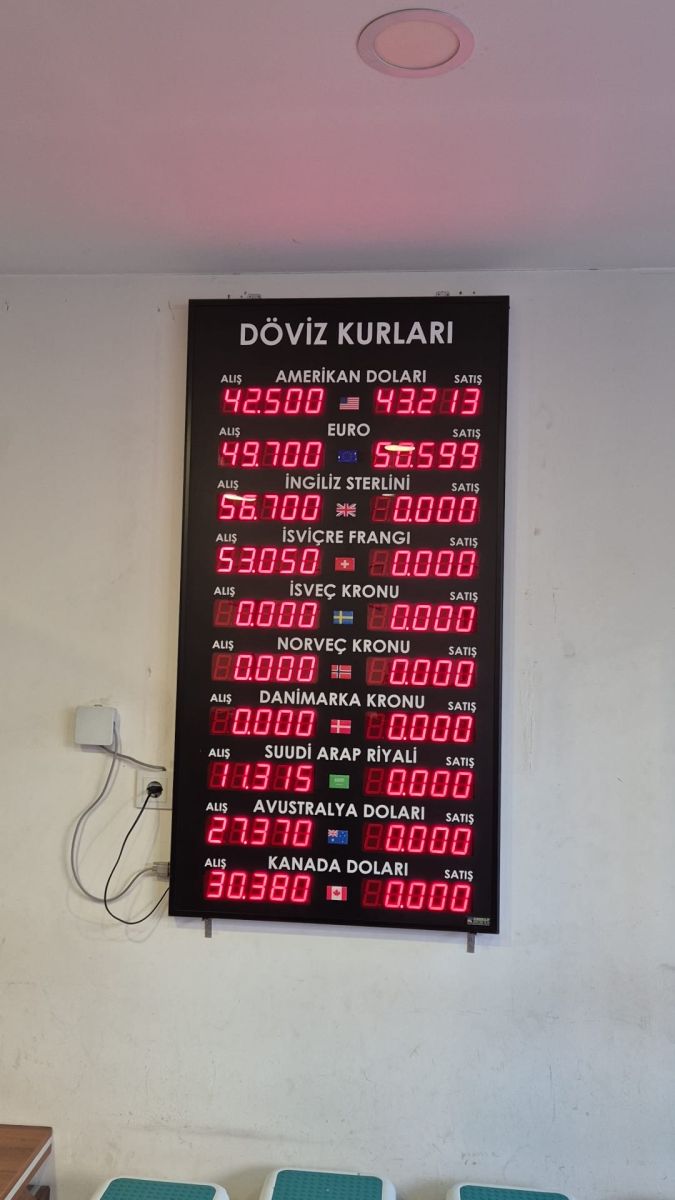 DÖVİZ KURLARI
ALIŞ AMERİKAN DOLARI SATIŞ
42.500 43.213
ALIŞ EURO SATIŞ
49.700 50.599
ALIŞ İNGİLİZ STERLİNİ SATIŞ
56.700 0.000
ALIŞ İSVİÇRE FRANGI SATIŞ
53.050 0.000
ALIŞ İSVEÇ KRONU SATIŞ
0.000 0.000
ALIŞ NORVEÇ KRONU SATIŞ
0.000 0.000
ALIŞ DANİMARKA KRONU SATIŞ
0.000 0.000
ALIŞ SUUDİ ARAP RİYALİ SATIŞ
11.315 0.000
ALIŞ AVUSTRALYA DOLARI SATIŞ
27.370 0.000
ALIŞ KANADA DOLARI SATIŞ
30.380 0.000